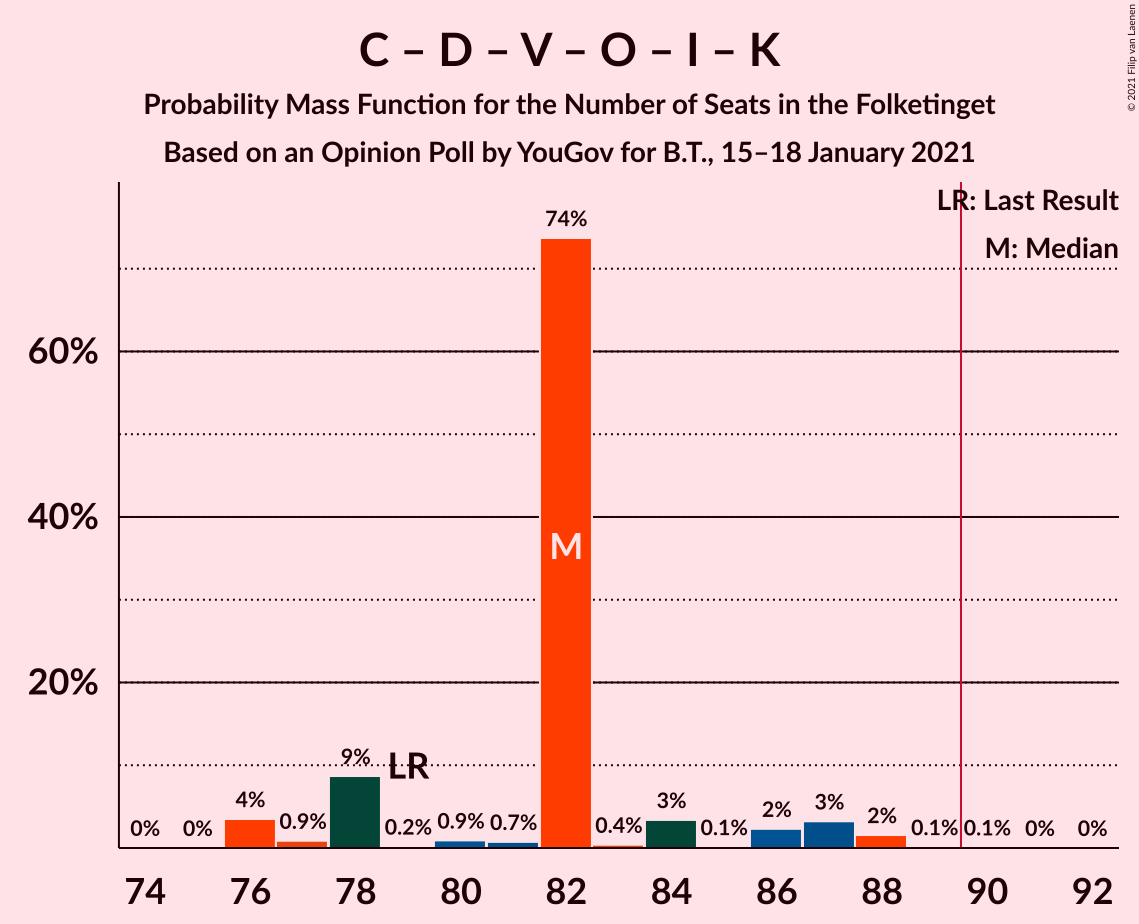 C – D – V – O – I – K
Probability Mass Function for the Number of Seats in the Folketinget
Based on an Opinion Poll by YouGov for B.T., 15–18 January 2021
© 2021 Filip van Laenen
LR: Last Result
M: Median
60%
40%
20%
0% 0% 4% 0.9% 9% 0.2% 0.9% 0.7% 74% 0.4% 3% 0.1% 2% 3% 2% 0.1% 0.1% 0% 0%
LR
M
74 76 78 80 82 84 86 88 90 92